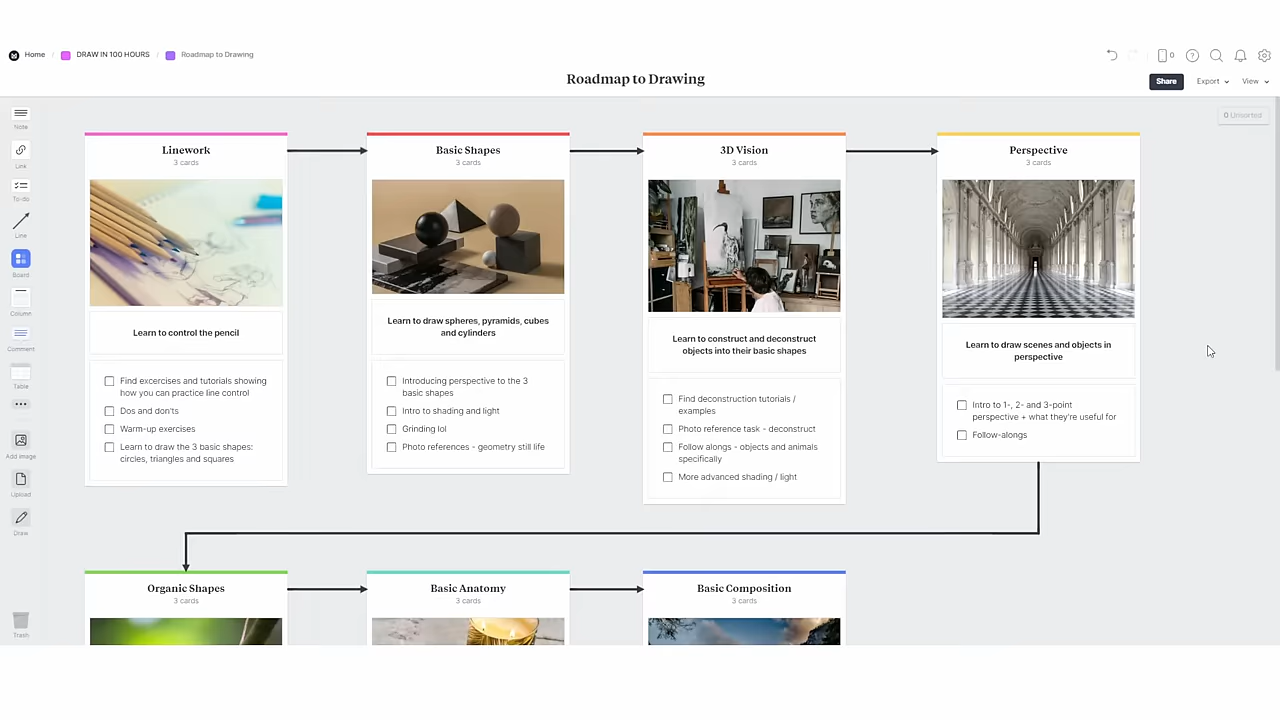 Home / DRAW IN 100 HOURS / Roadmap to Drawing
0
Roadmap to Drawing
Share
Export
View
0 Unsorted
Note
Link
To-do
Line
Board
Column
Comment
Table
Add image
Upload
Draw
Trash
Linework
3 cards
Learn to control the pencil
Find excercises and tutorials showing
how you can practice line control
Dos and don'ts
Warm-up exercises
Learn to draw the 3 basic shapes:
circles, triangles and squares
Basic Shapes
3 cards
Learn to draw spheres, pyramids, cubes
and cylinders
Introducing perspective to the 3
basic shapes
Intro to shading and light
Grinding lol
Photo references - geometry still life
3D Vision
3 cards
Learn to construct and deconstruct
objects into their basic shapes
Find deconstruction tutorials /
examples
Photo reference task - deconstruct
Follow alongs - objects and animals
specifically
More advanced shading / light
Perspective
3 cards
Learn to draw scenes and objects in
perspective
Intro to 1-, 2- and 3-point
perspective + what they're useful for
Follow-alongs
Organic Shapes
3 cards
Basic Anatomy
3 cards
Basic Composition
3 cards